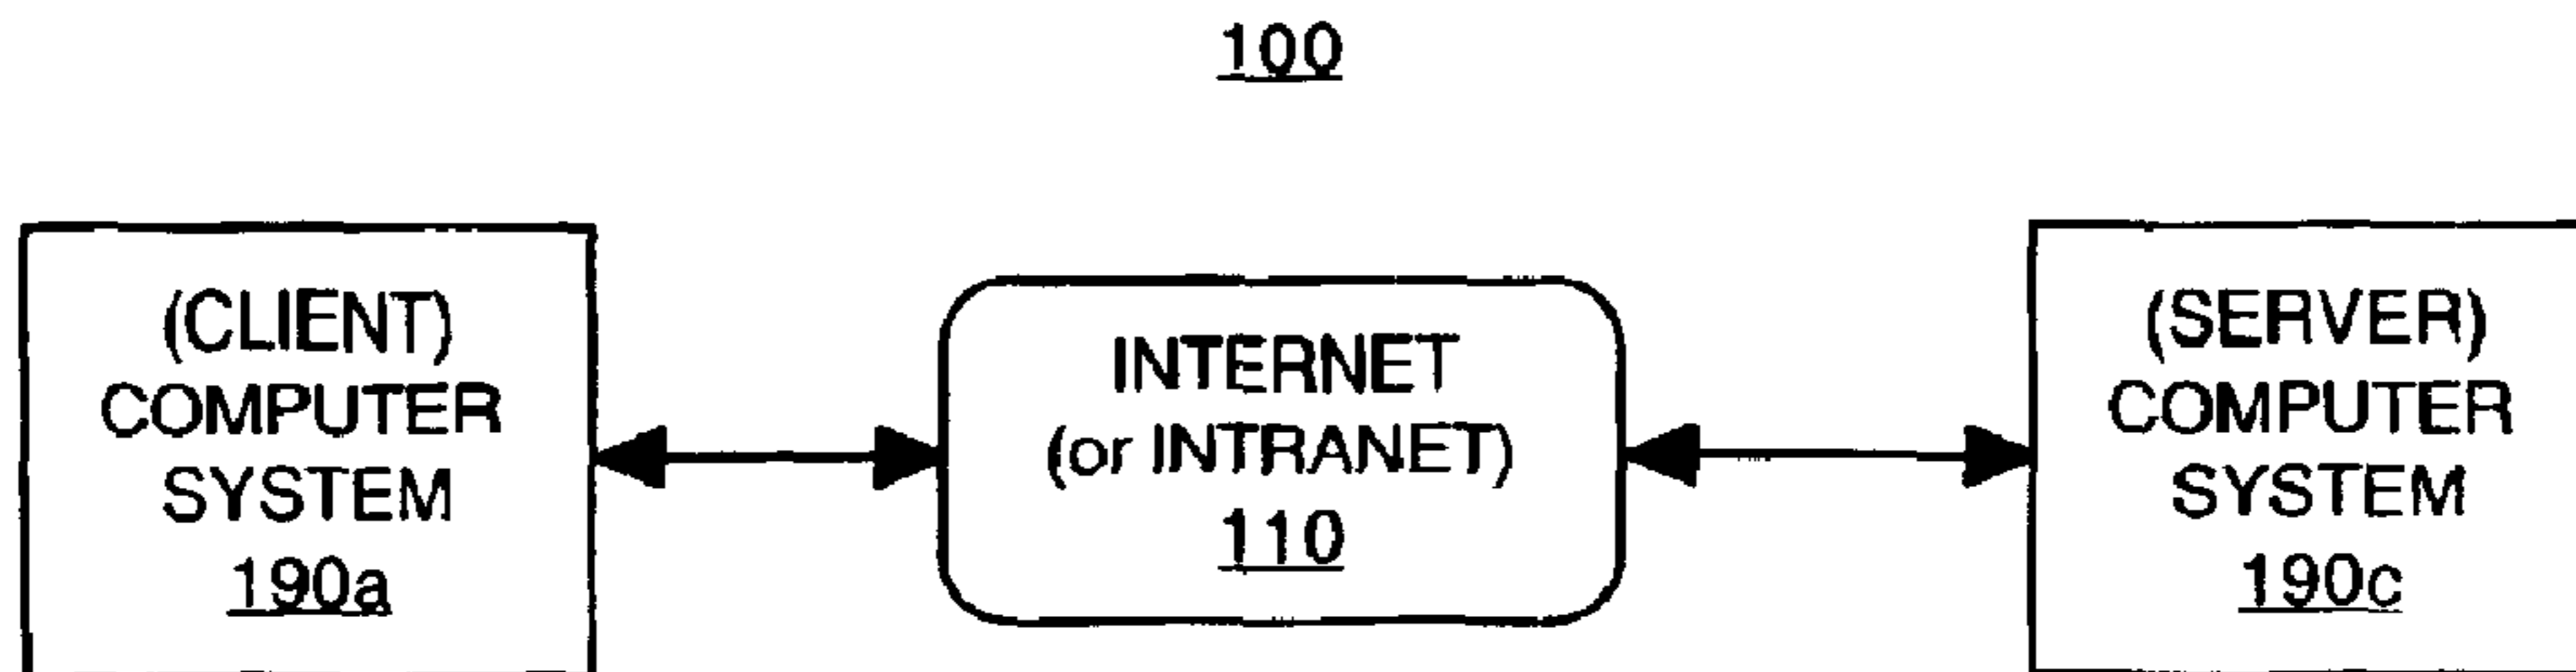 100
(CLIENT)
COMPUTER
SYSTEM
190a
INTERNET
(or INTRANET)
110
(SERVER)
COMPUTER
SYSTEM
190c